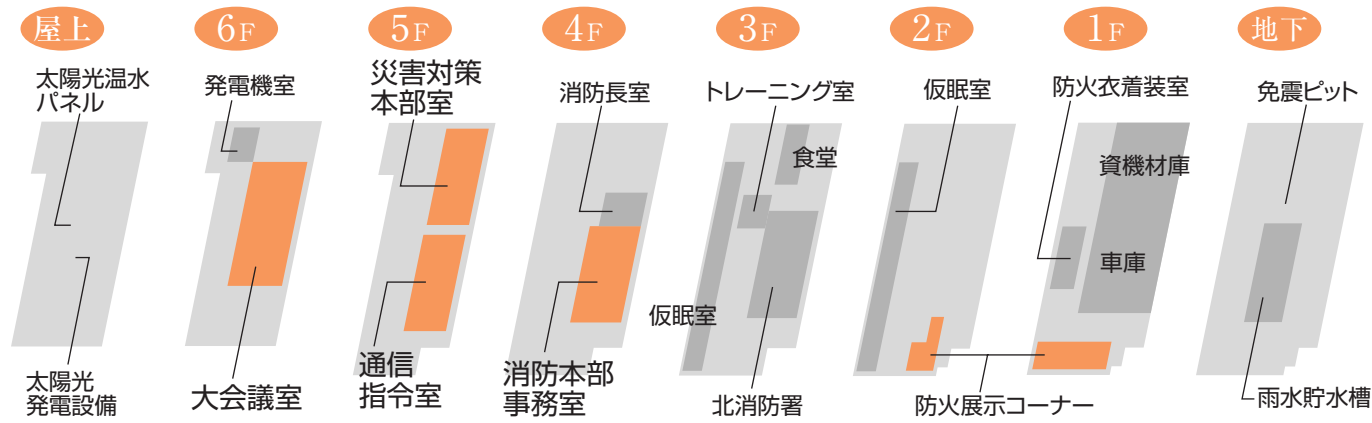 屋上
太陽光温水
パネル
太陽光
発電設備
6F
発電機室
大会議室
5F
災害対策
本部室
通信
指令室
4F
消防長室
消防本部
事務室
3F
トレーニング室
食堂
仮眠室
北消防署
2F
仮眠室
防火展示コーナー
1F
防火衣着装室
資機材庫
車庫
地下
免震ピット
雨水貯水槽